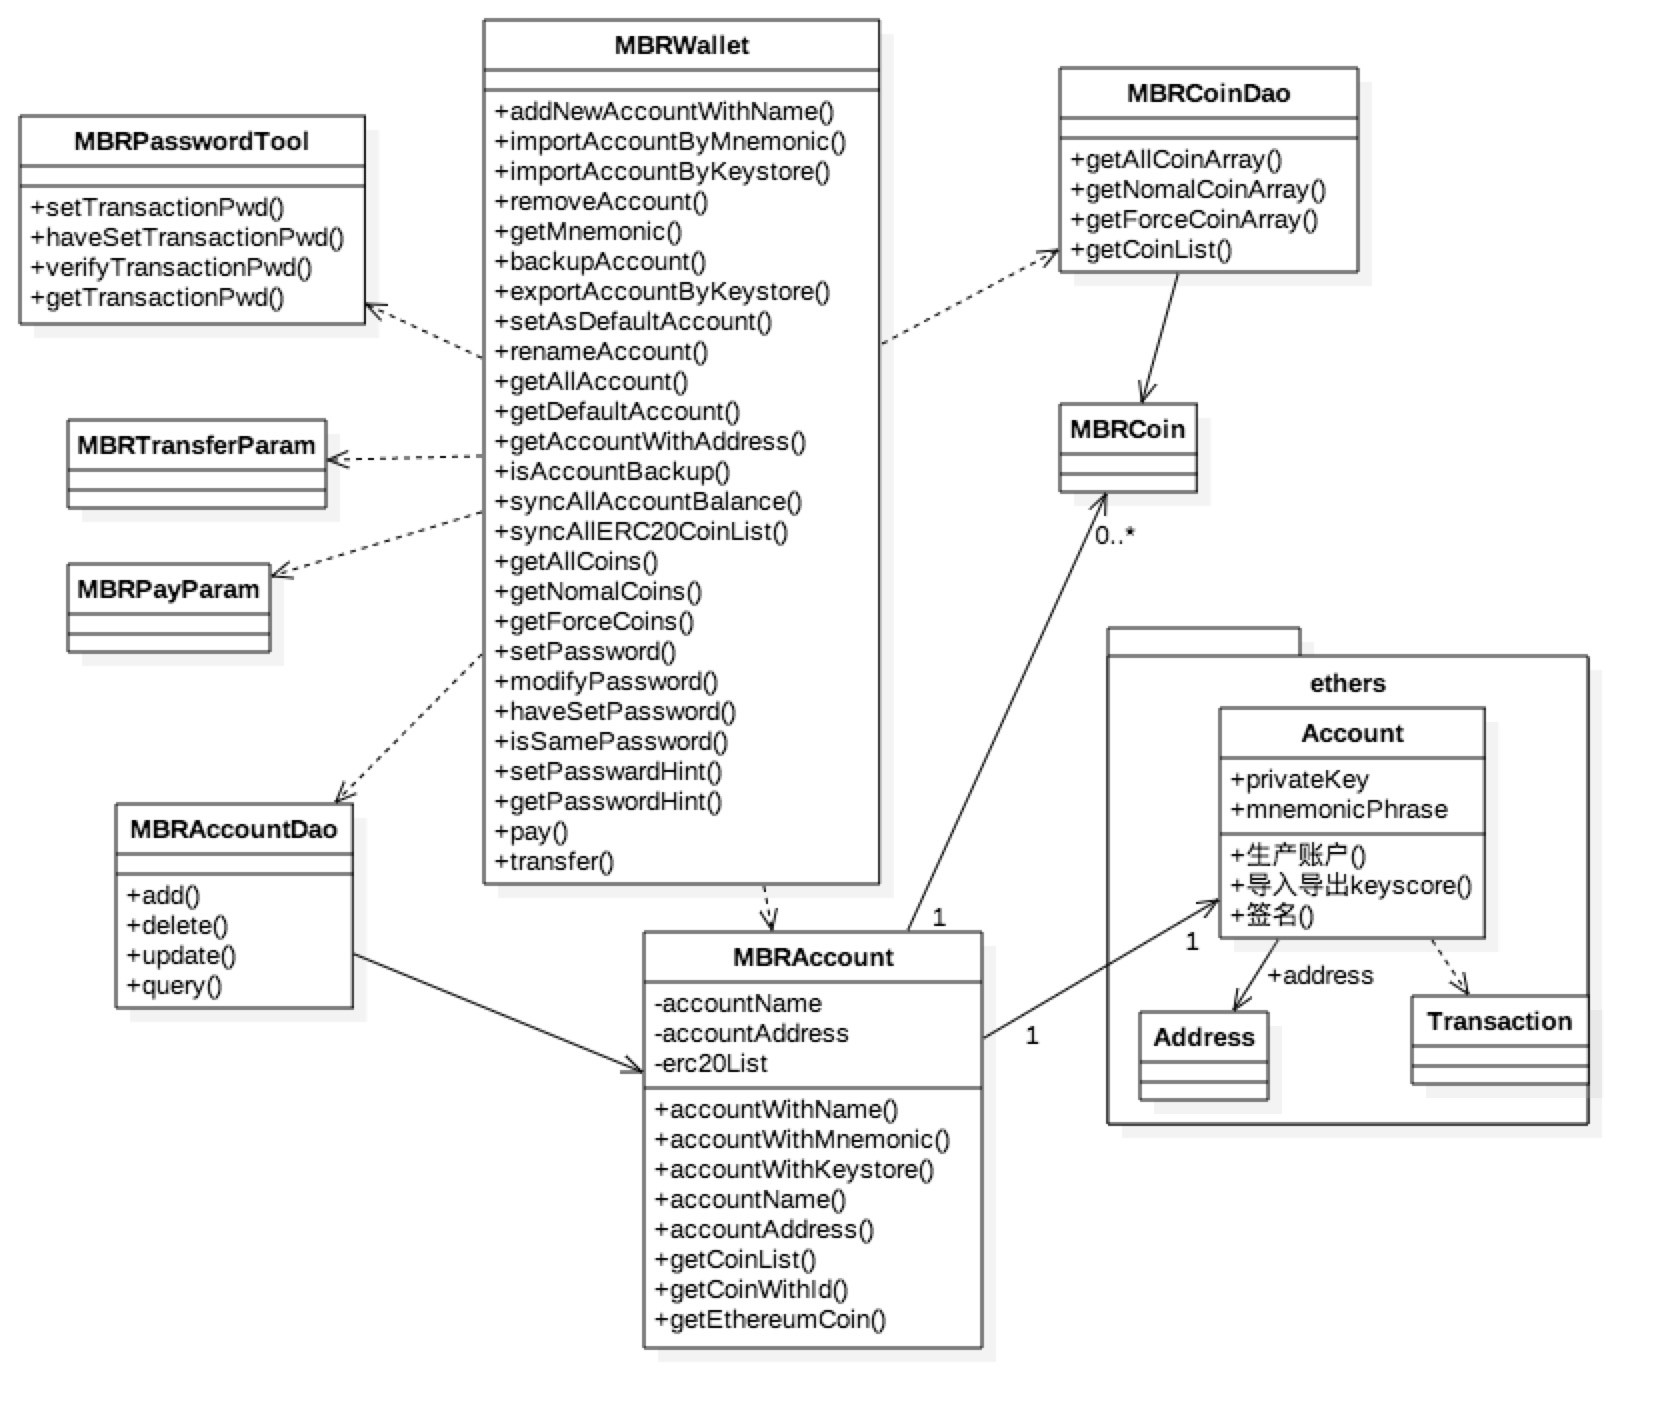 MBRWallet
+addNewAccountWithName()
+importAccountByMnemonic()
+importAccountByKeystore()
+removeAccount()
+getMnemonic()
+backupAccount()
+exportAccountByKeystore()
+setAsDefaultAccount()
+renameAccount()
+getAllAccount()
+getDefaultAccount()
+getAccountWithAddress()
+isAccountBackup()
+syncAllAccountBalance()
+syncAllERC20CoinList()
+getAllCoins()
+getNomalCoins()
+getForceCoins()
+setPassword()
+modifyPassword()
+haveSetPassword()
+isSamePassword()
+setPasswardHint()
+getPasswordHint()
+pay()
+transfer()
MBRPasswordTool
+setTransactionPwd()
+haveSetTransactionPwd()
+verifyTransactionPwd()
+getTransactionPwd()
MBRTransferParam
MBRPayParam
MBRAccountDao
+add()
+delete()
+update()
+query()
MBRCoinDao
+getAllCoinArray()
+getNomalCoinArray()
+getForceCoinArray()
+getCoinList()
MBRCoin
0..*
1
MBRAccount
-accountName
-accountAddress
-erc20List
+accountWithName()
+accountWithMnemonic()
+accountWithKeystore()
+accountName()
+accountAddress()
+getCoinList()
+getCoinWithId()
+getEthereumCoin()
1
1
ethers
Account
+privateKey
+mnemonicPhrase
+生产账户()
+导入导出keyscore()
+签名()
+address
Address
Transaction